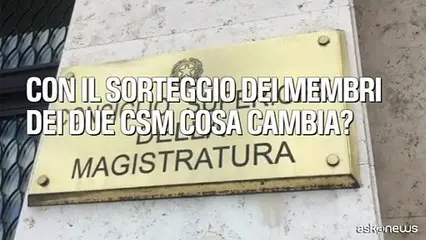 CON IL SORTEGGIO DEI MEMBRI
DEI DUE CSM COSA CAMBIA?
MAGISTRATURA
askanews